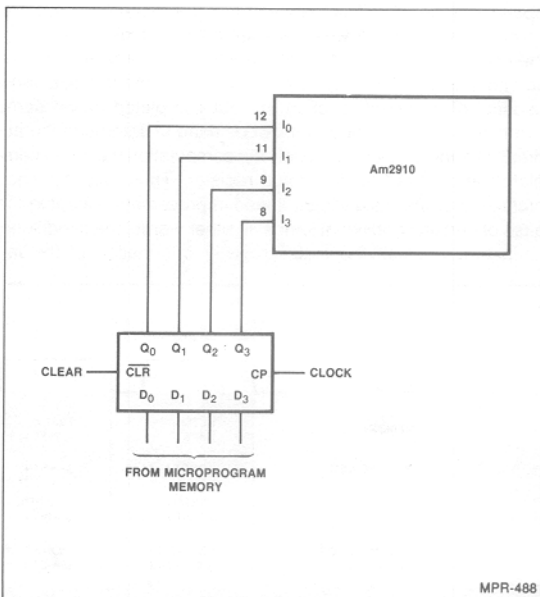 12 I₀
11 I₁
Am2910
9 I₂
8 I₃
Q₀ Q₁ Q₂ Q₃
CLEAR C̅L̅R̅ CP CLOCK
D₀ D₁ D₂ D₃
FROM MICROPROGRAM
MEMORY
MPR-488